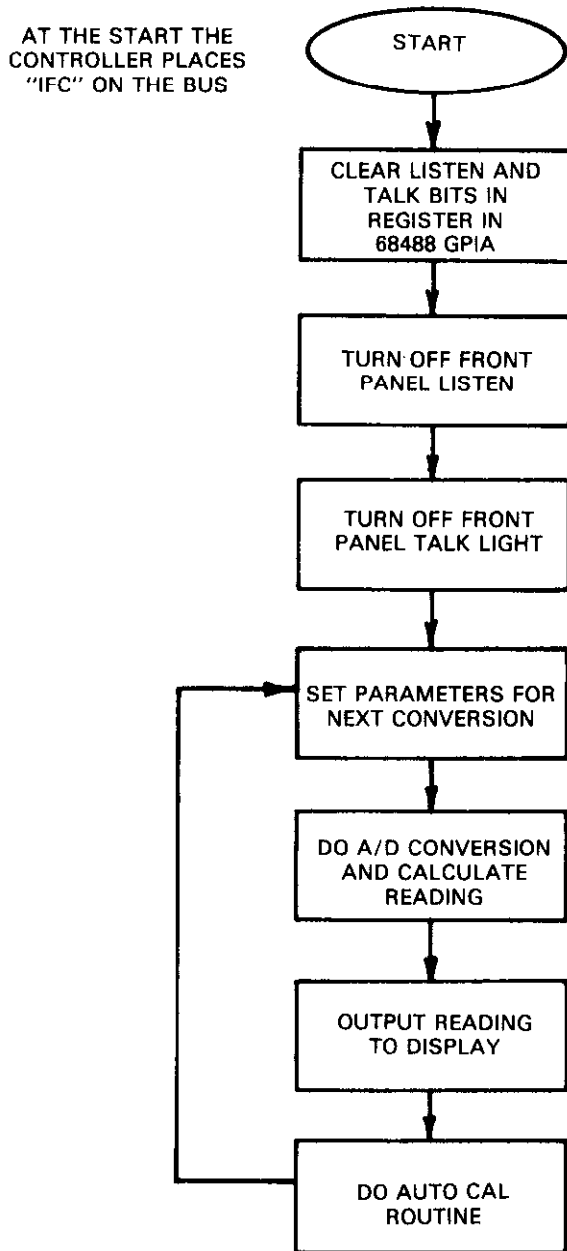 AT THE START THE
CONTROLLER PLACES
"IFC" ON THE BUS
START
CLEAR LISTEN AND
TALK BITS IN
REGISTER IN
68488 GPIA
TURN OFF FRONT
PANEL LISTEN
TURN OFF FRONT
PANEL TALK LIGHT
SET PARAMETERS FOR
NEXT CONVERSION
DO A/D CONVERSION
AND CALCULATE
READING
OUTPUT READING
TO DISPLAY
DO AUTO CAL
ROUTINE